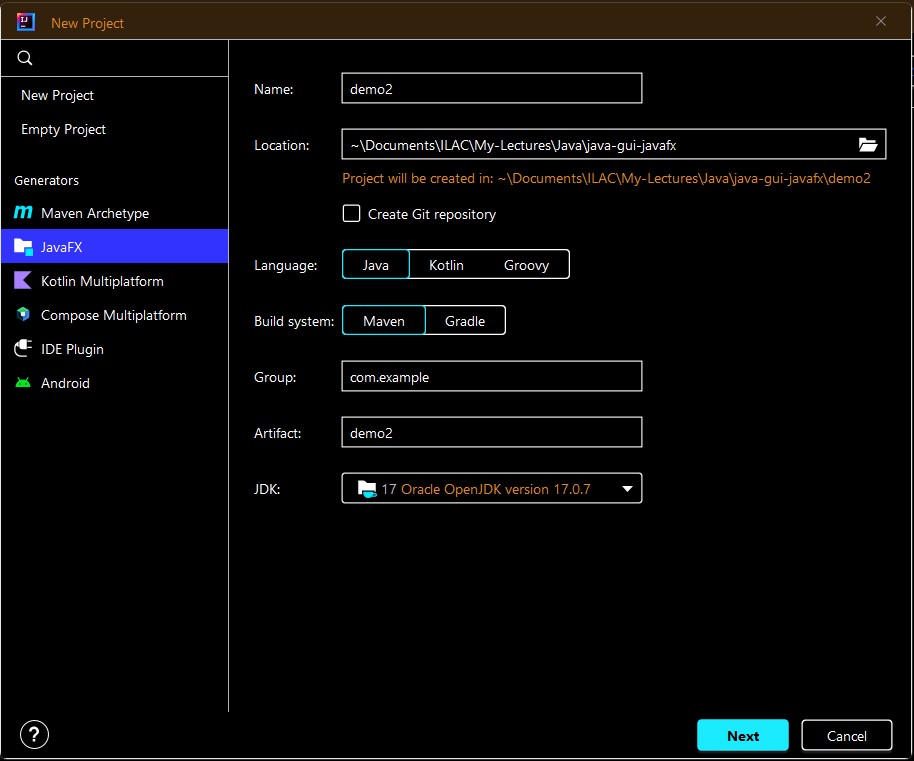 New Project
New Project
Empty Project
Generators
Maven Archetype
JavaFX
Kotlin Multiplatform
Compose Multiplatform
IDE Plugin
Android
Name: demo2
Location: ~\Documents\ILAC\My-Lectures\Java\java-gui-javafx
Project will be created in: ~\Documents\ILAC\My-Lectures\Java\java-gui-javafx\demo2
Create Git repository
Language: Java Kotlin Groovy
Build system: Maven Gradle
Group: com.example
Artifact: demo2
JDK: 17 Oracle OpenJDK version 17.0.7
? Next Cancel